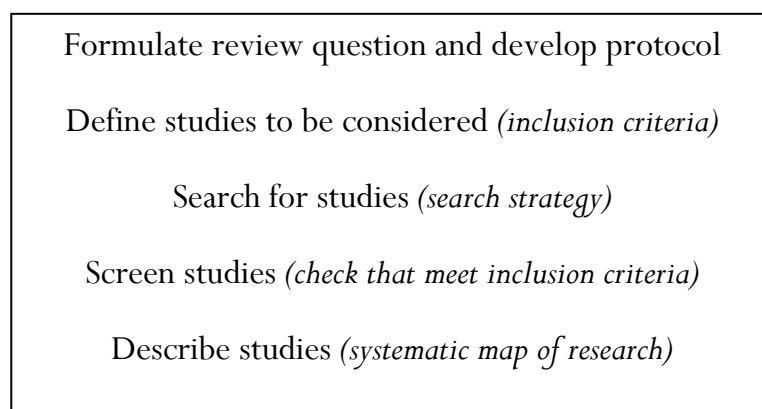 Formulate review question and develop protocol
Define studies to be considered (inclusion criteria)
Search for studies (search strategy)
Screen studies (check that meet inclusion criteria)
Describe studies (systematic map of research)